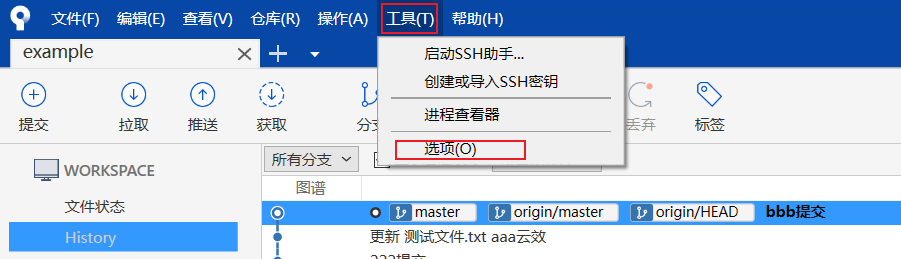 文件(F) 编辑(E) 查看(V) 仓库(R) 操作(A) 工具(T) 帮助(H)
example
启动SSH助手...
创建或导入SSH密钥
进程查看器
选项(O)
提交 拉取 推送 获取 分支 丢弃 标签
WORKSPACE
文件状态
History
所有分支
图谱
master origin/master origin/HEAD bbb提交
更新 测试文件.txt aaa云效